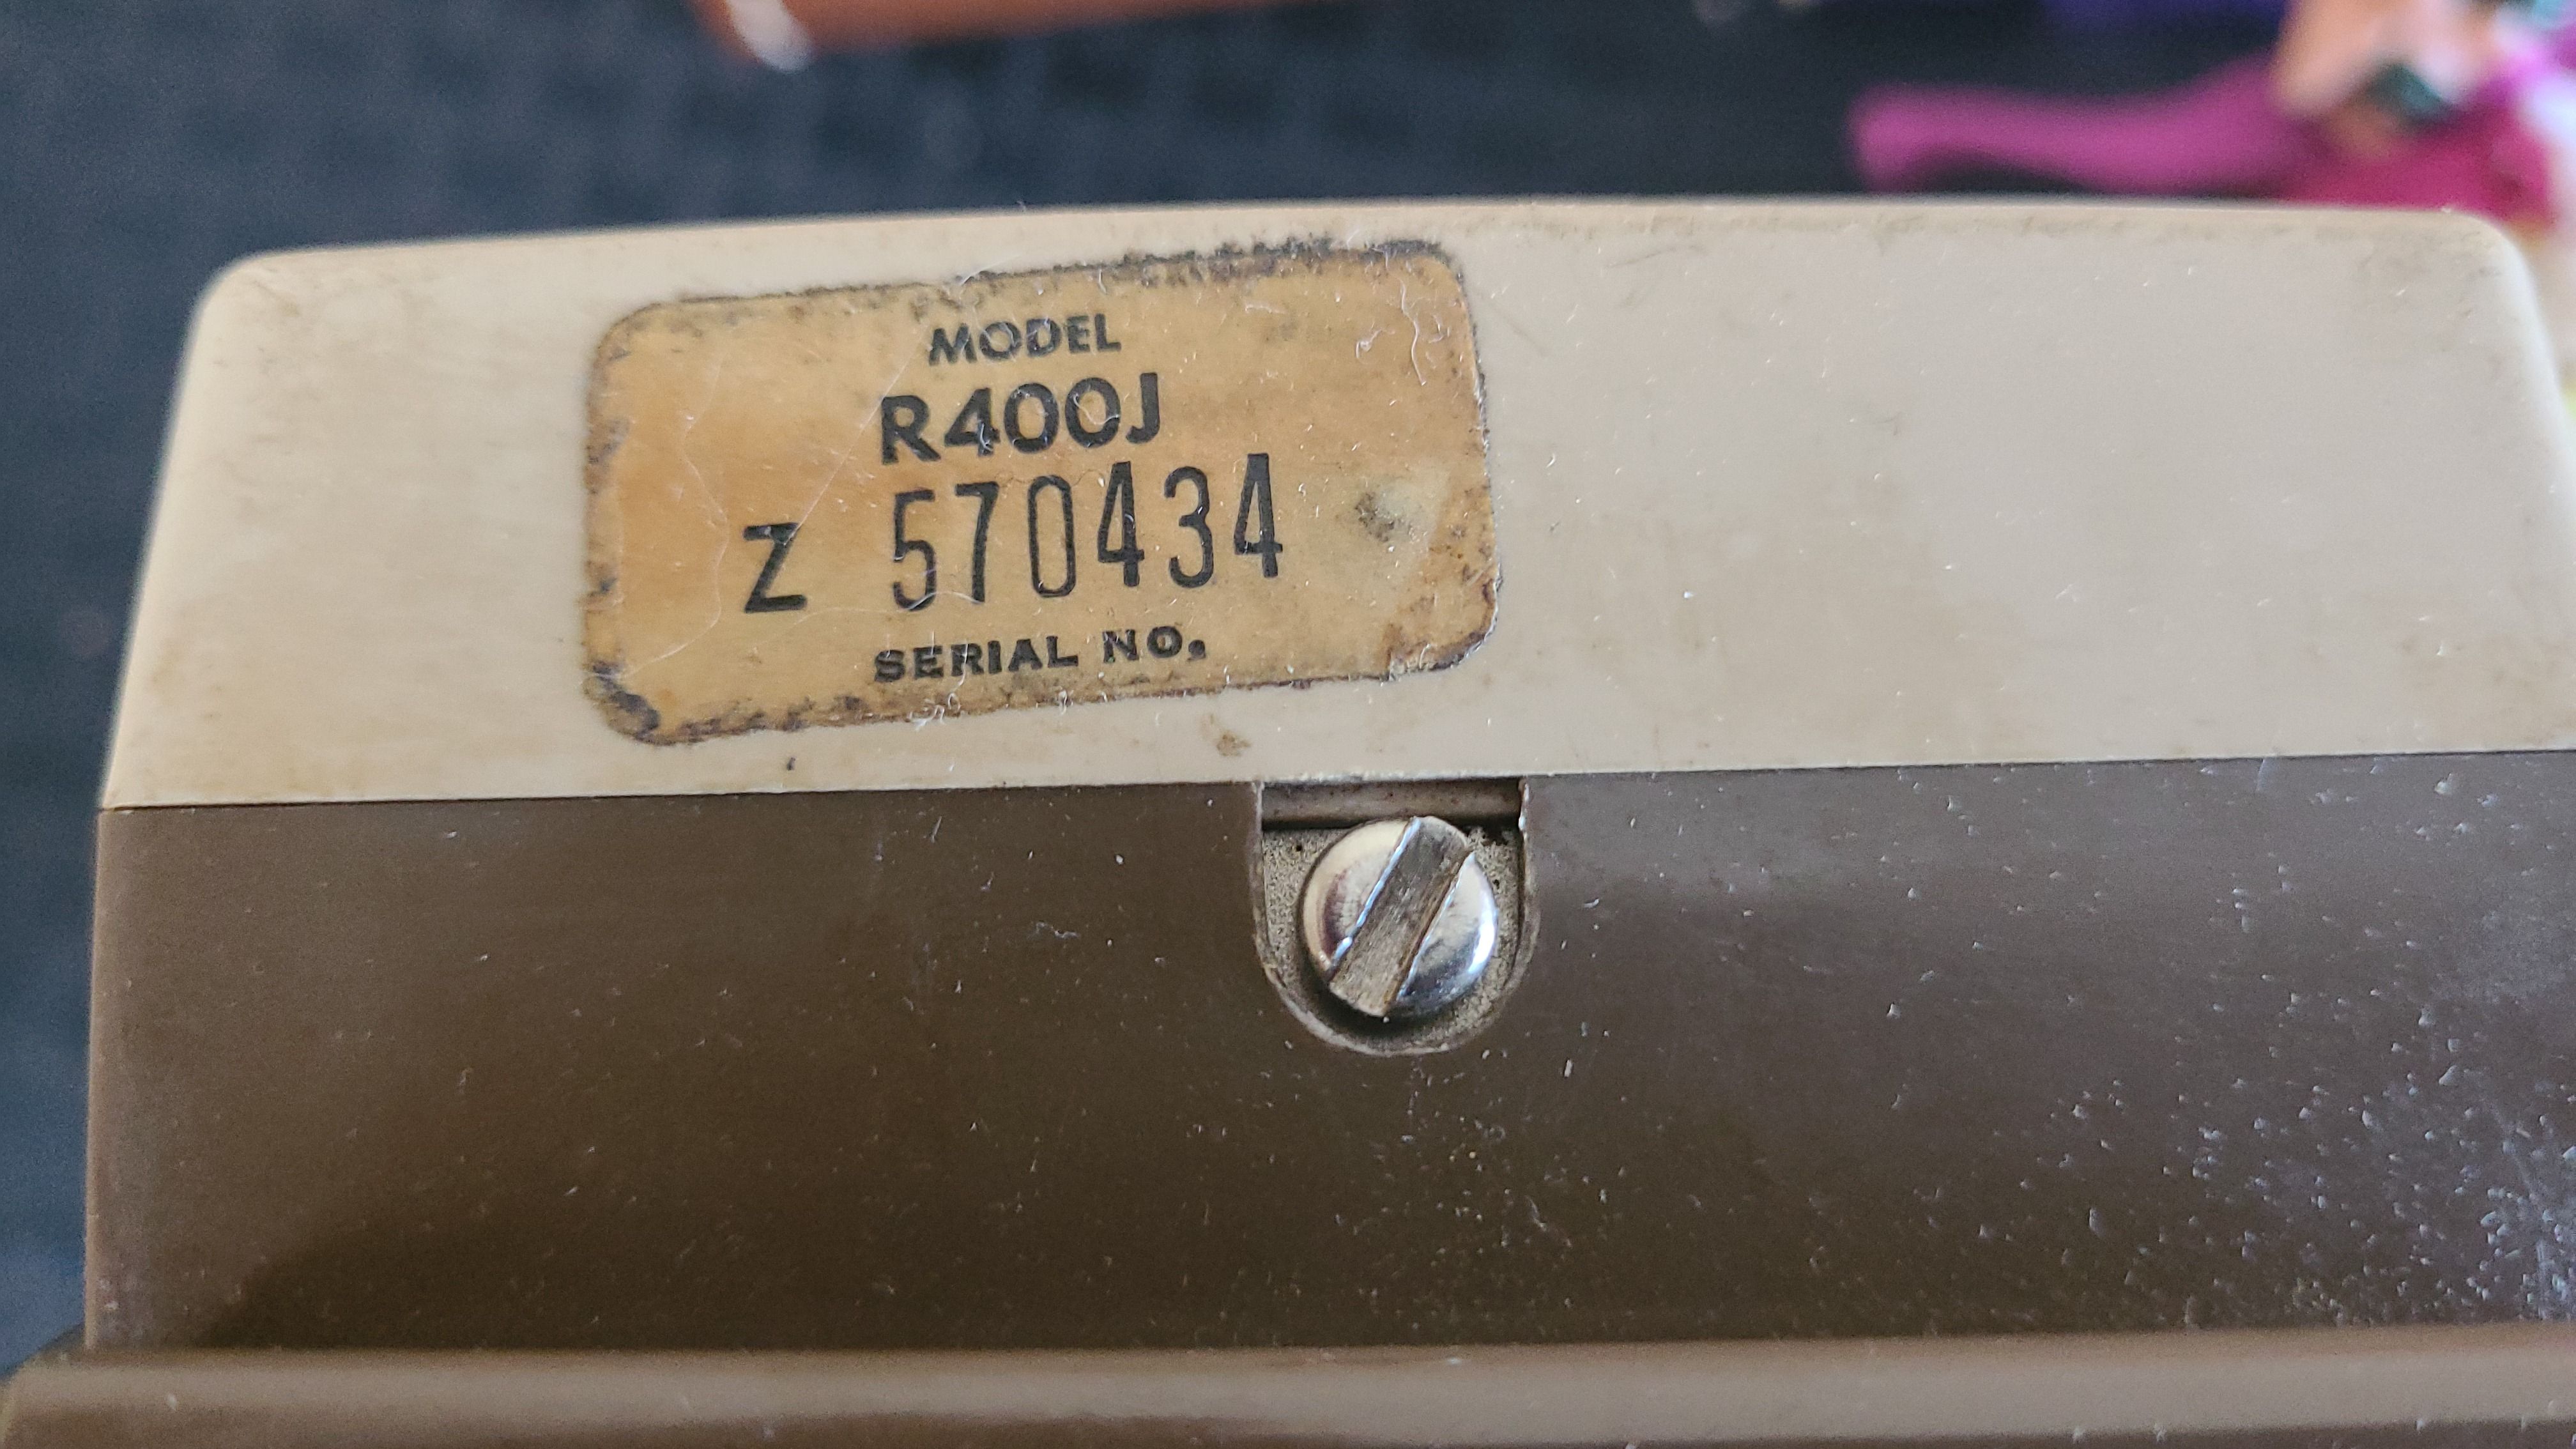 MODEL
R400J
Z 570434
SERIAL NO.